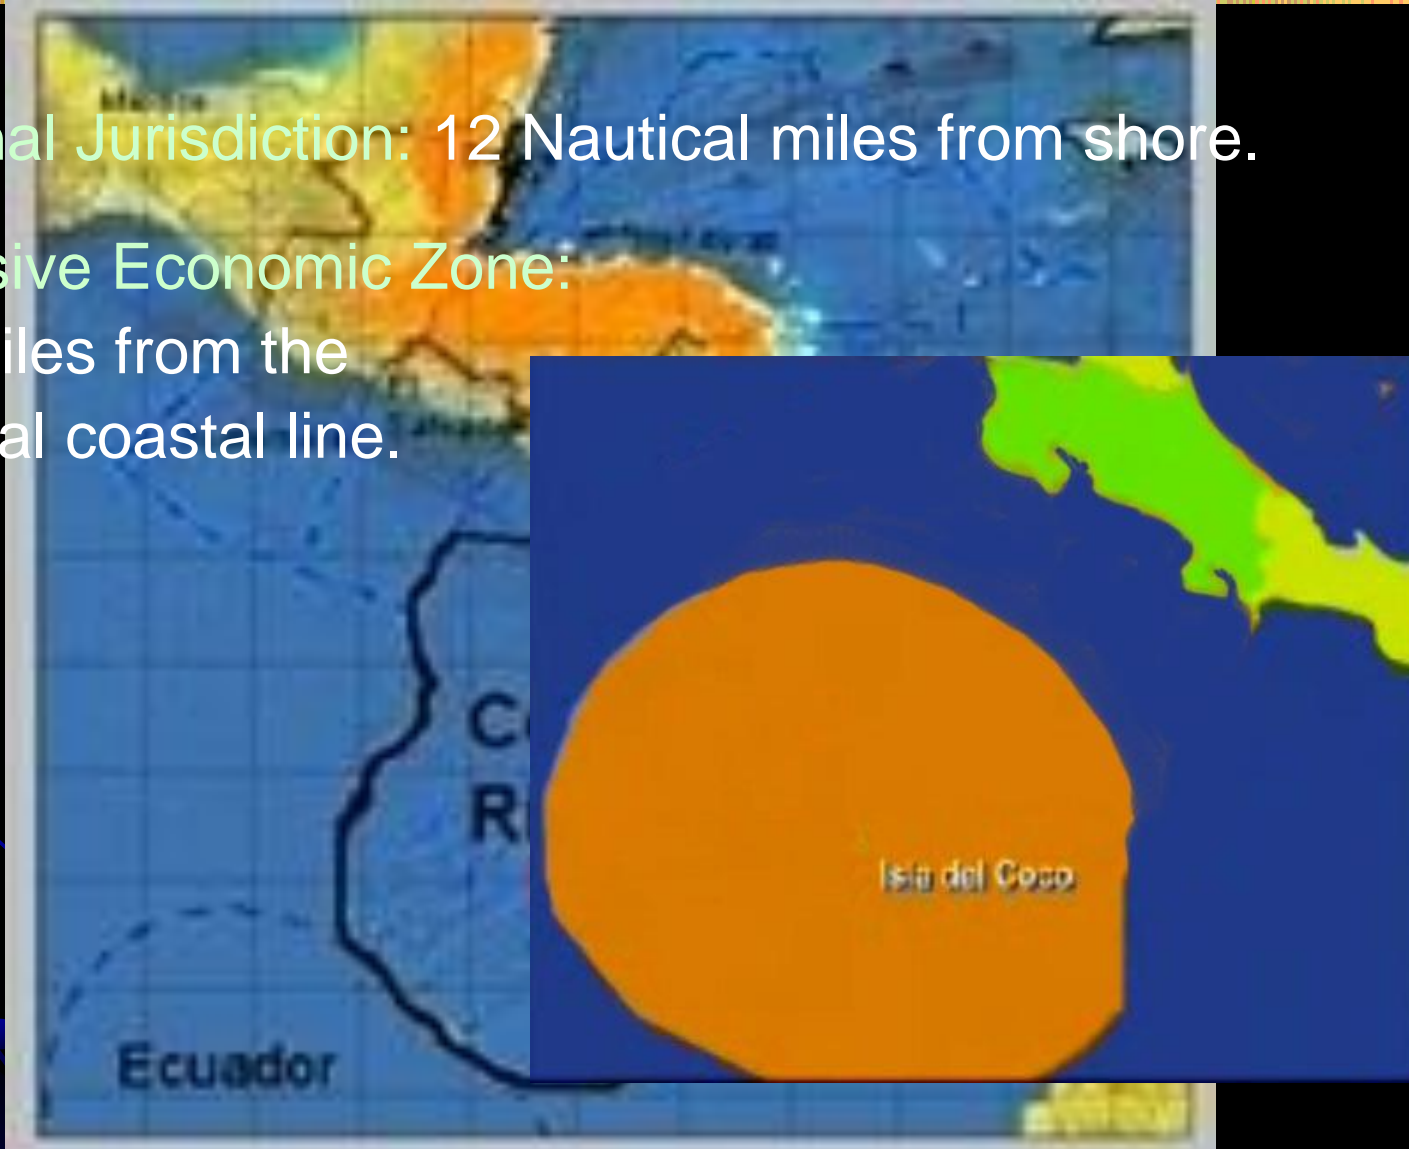 nal Jurisdiction: 12 Nautical miles from shore.
sive Economic Zone:
iles from the
al coastal line.
Isla del Coco
Ecuador